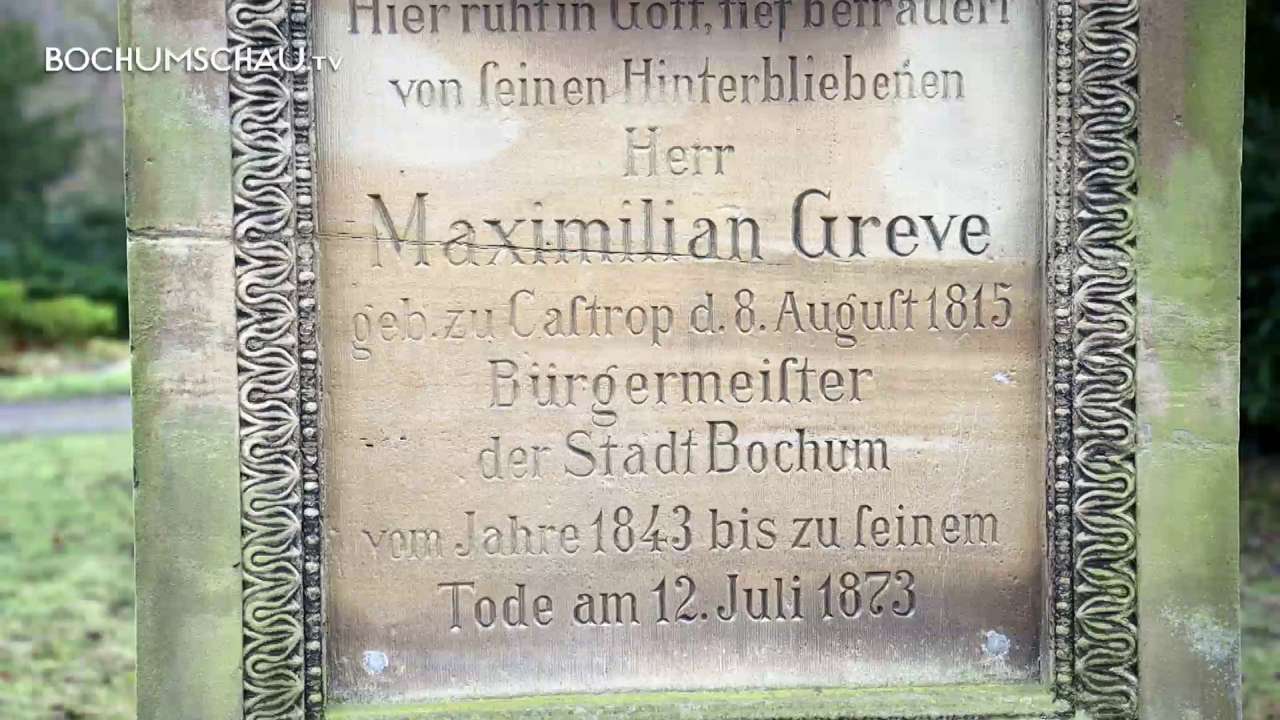 BOCHUMSCHAU.TV
Hier ruht in Gott, tief betrauert
von ſeinen Hinterbliebenen
Herr
Maximilian Greve
geb. zu Caſtrop d. 8. Auguſt 1815
Bürgermeiſter
der Stadt Bochum
vom Jahre 1843 bis zu ſeinem
Tode am 12. Juli 1873